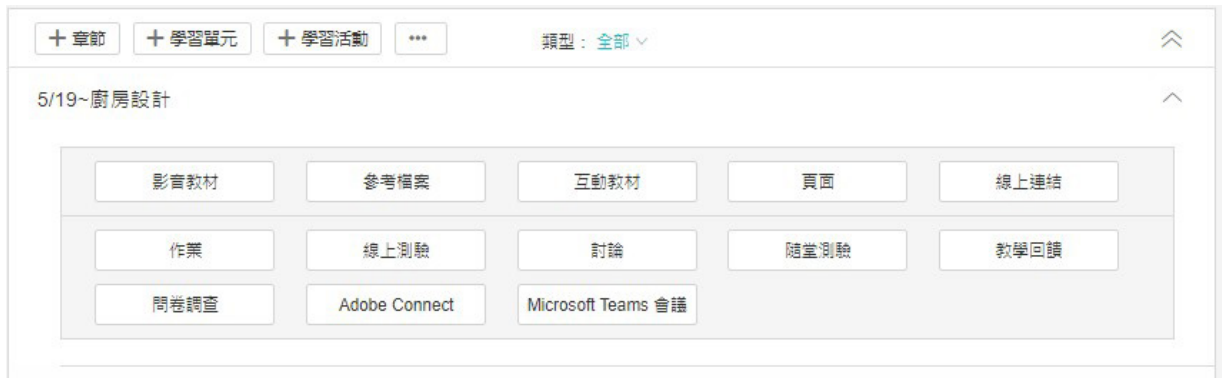 + 章節 + 學習單元 + 學習活動 ••• 類型： 全部
5/19~廚房設計
影音教材 參考檔案 互動教材 頁面 線上連結
作業 線上測驗 討論 隨堂測驗 教學回饋
問卷調查 Adobe Connect Microsoft Teams 會議